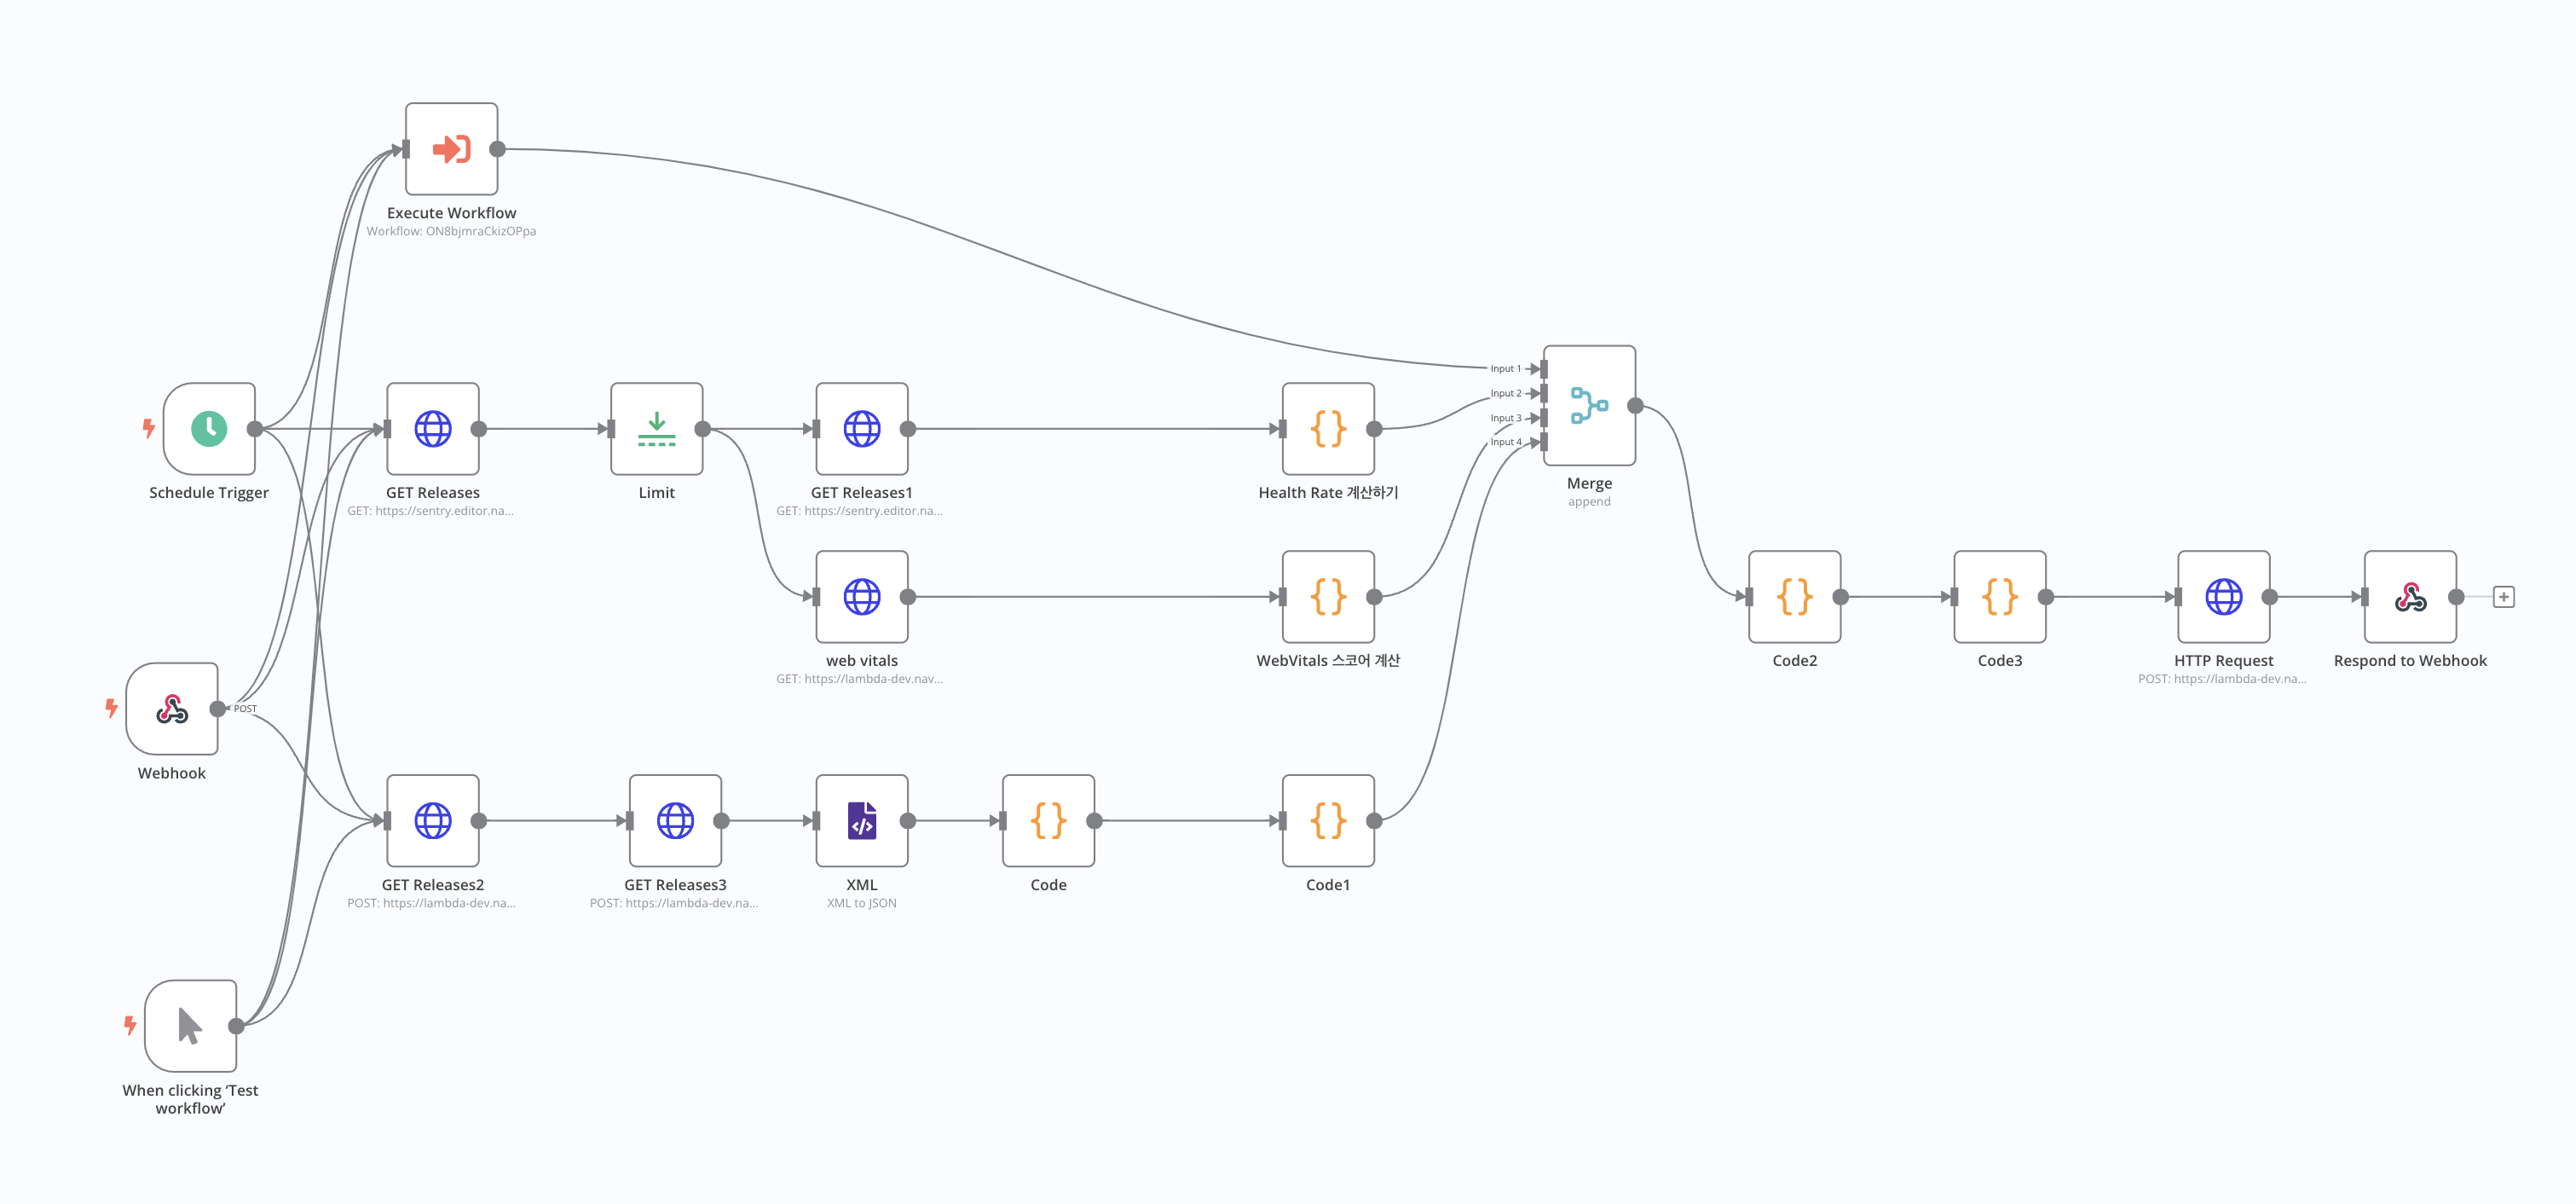 Execute Workflow
Workflow: ON8bjmraCkizOPpa
Input 1
Input 2
Input 3
Input 4
Merge
append
Schedule Trigger
GET Releases
GET: https://sentry.editor.na...
Limit
GET Releases1
GET: https://sentry.editor.na...
Health Rate 계산하기
web vitals
GET: https://lambda-dev.nav...
WebVitals 스코어 계산
Code2
Code3
HTTP Request
POST: https://lambda-dev.na...
Respond to Webhook
POST
Webhook
GET Releases2
POST: https://lambda-dev.na...
GET Releases3
POST: https://lambda-dev.na...
XML
XML to JSON
Code
Code1
When clicking ‘Test
workflow’